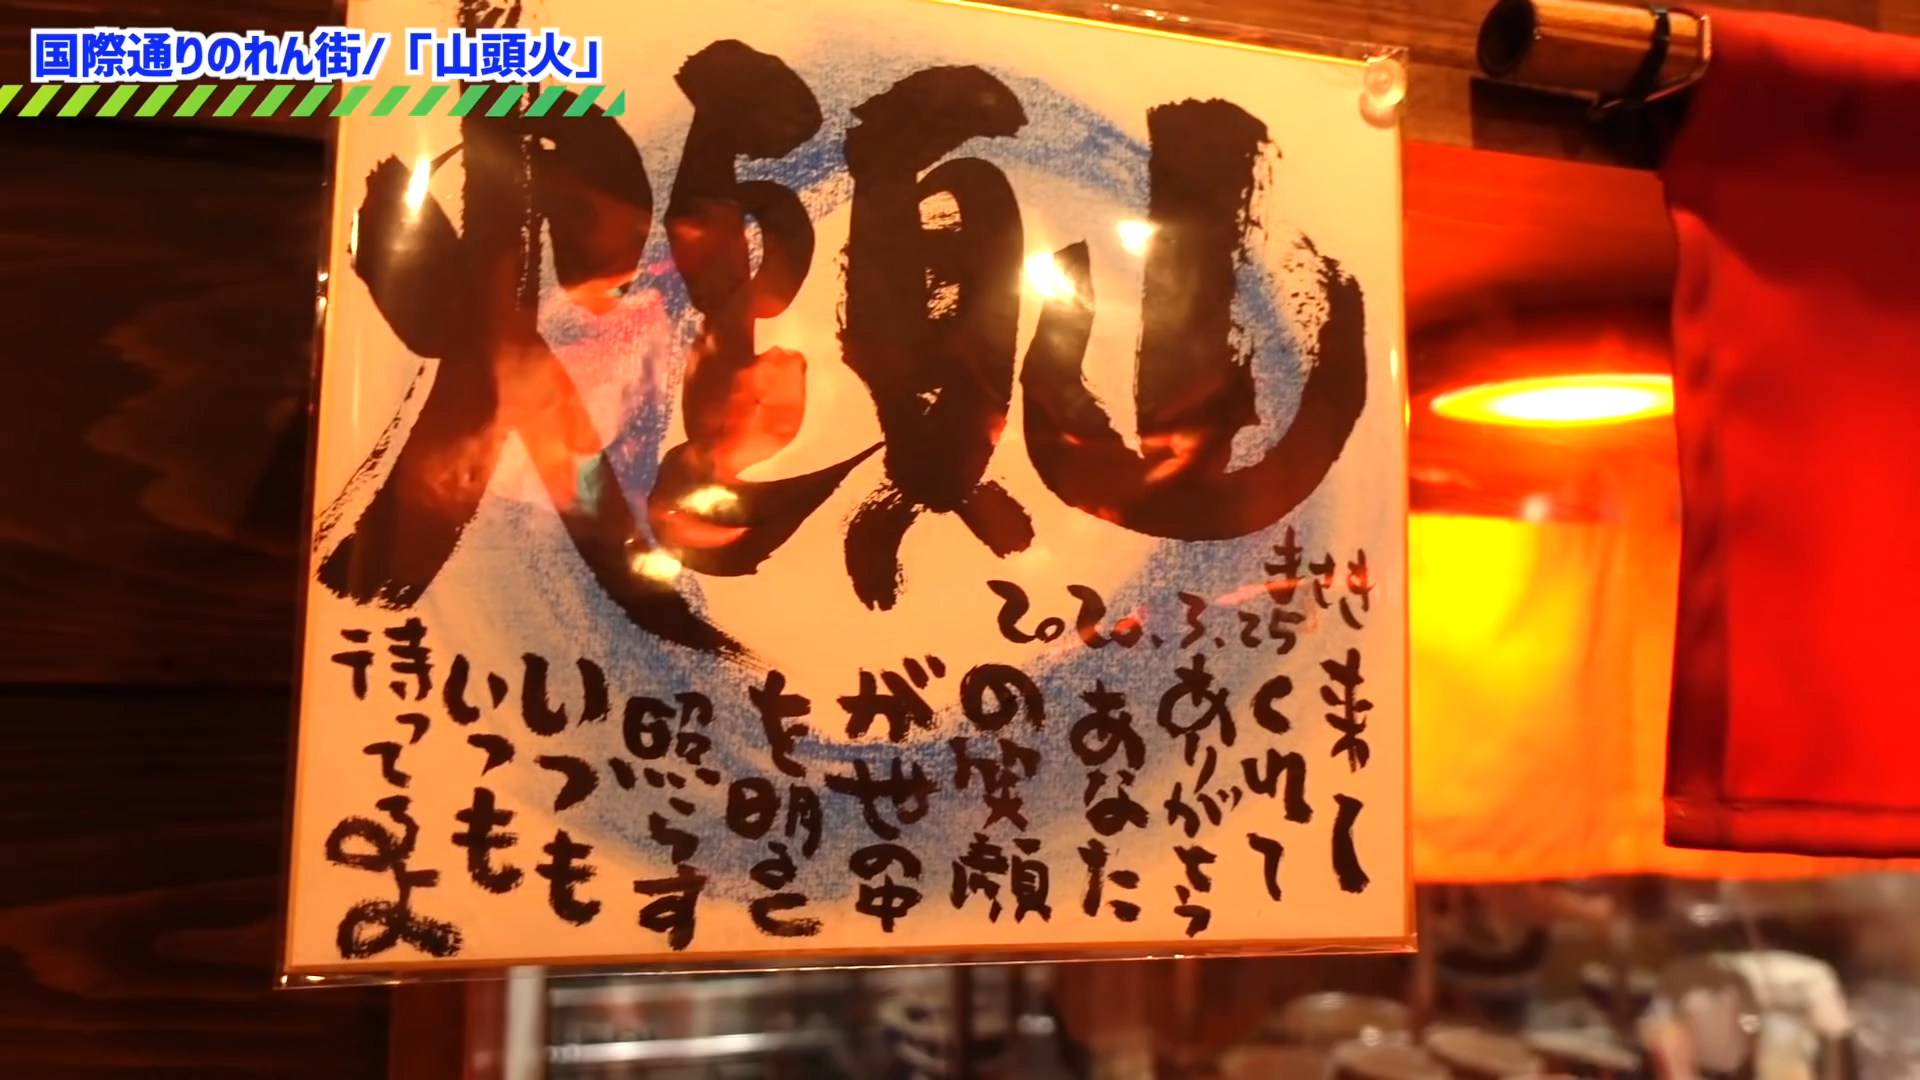 国際通りのれん街/「山頭火」
山頭火
まさき
2020.3.25
来し
くれて
ありがとう
あなた
の笑顔
が世の中
を明るく
照らす
いつも
いつも
待ってるよ